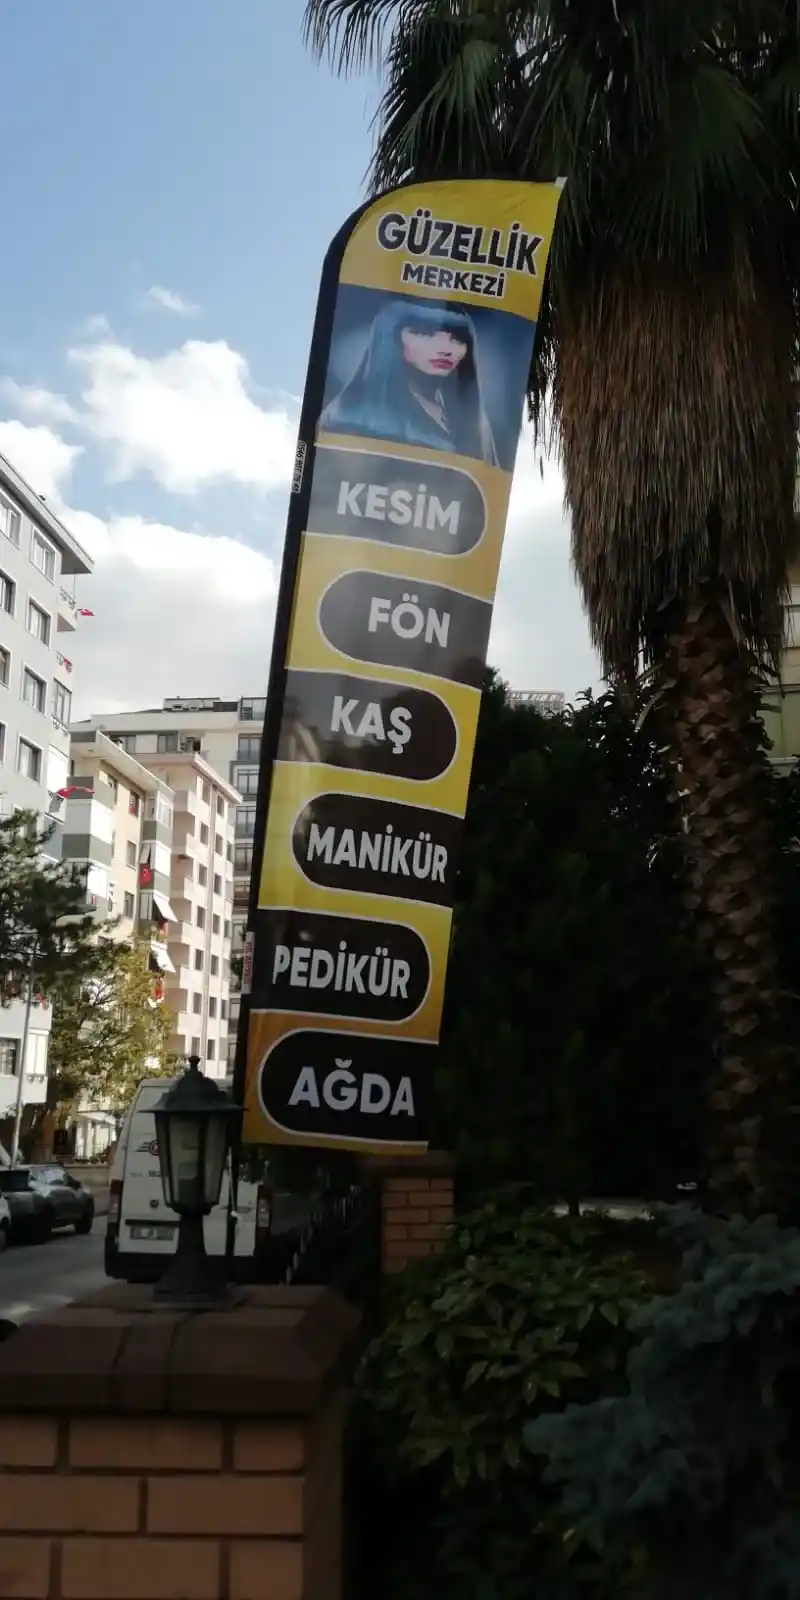 GÜZELLİK
MERKEZİ
KESİM
FÖN
KAŞ
MANİKÜR
PEDİKÜR
AĞDA